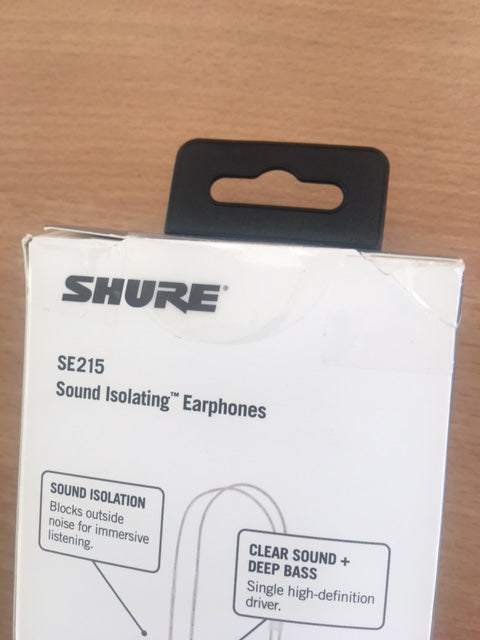 SHURE®
SE215
Sound Isolating™ Earphones
SOUND ISOLATION
Blocks outside
noise for immersive
listening.
CLEAR SOUND +
DEEP BASS
Single high-definition
driver.